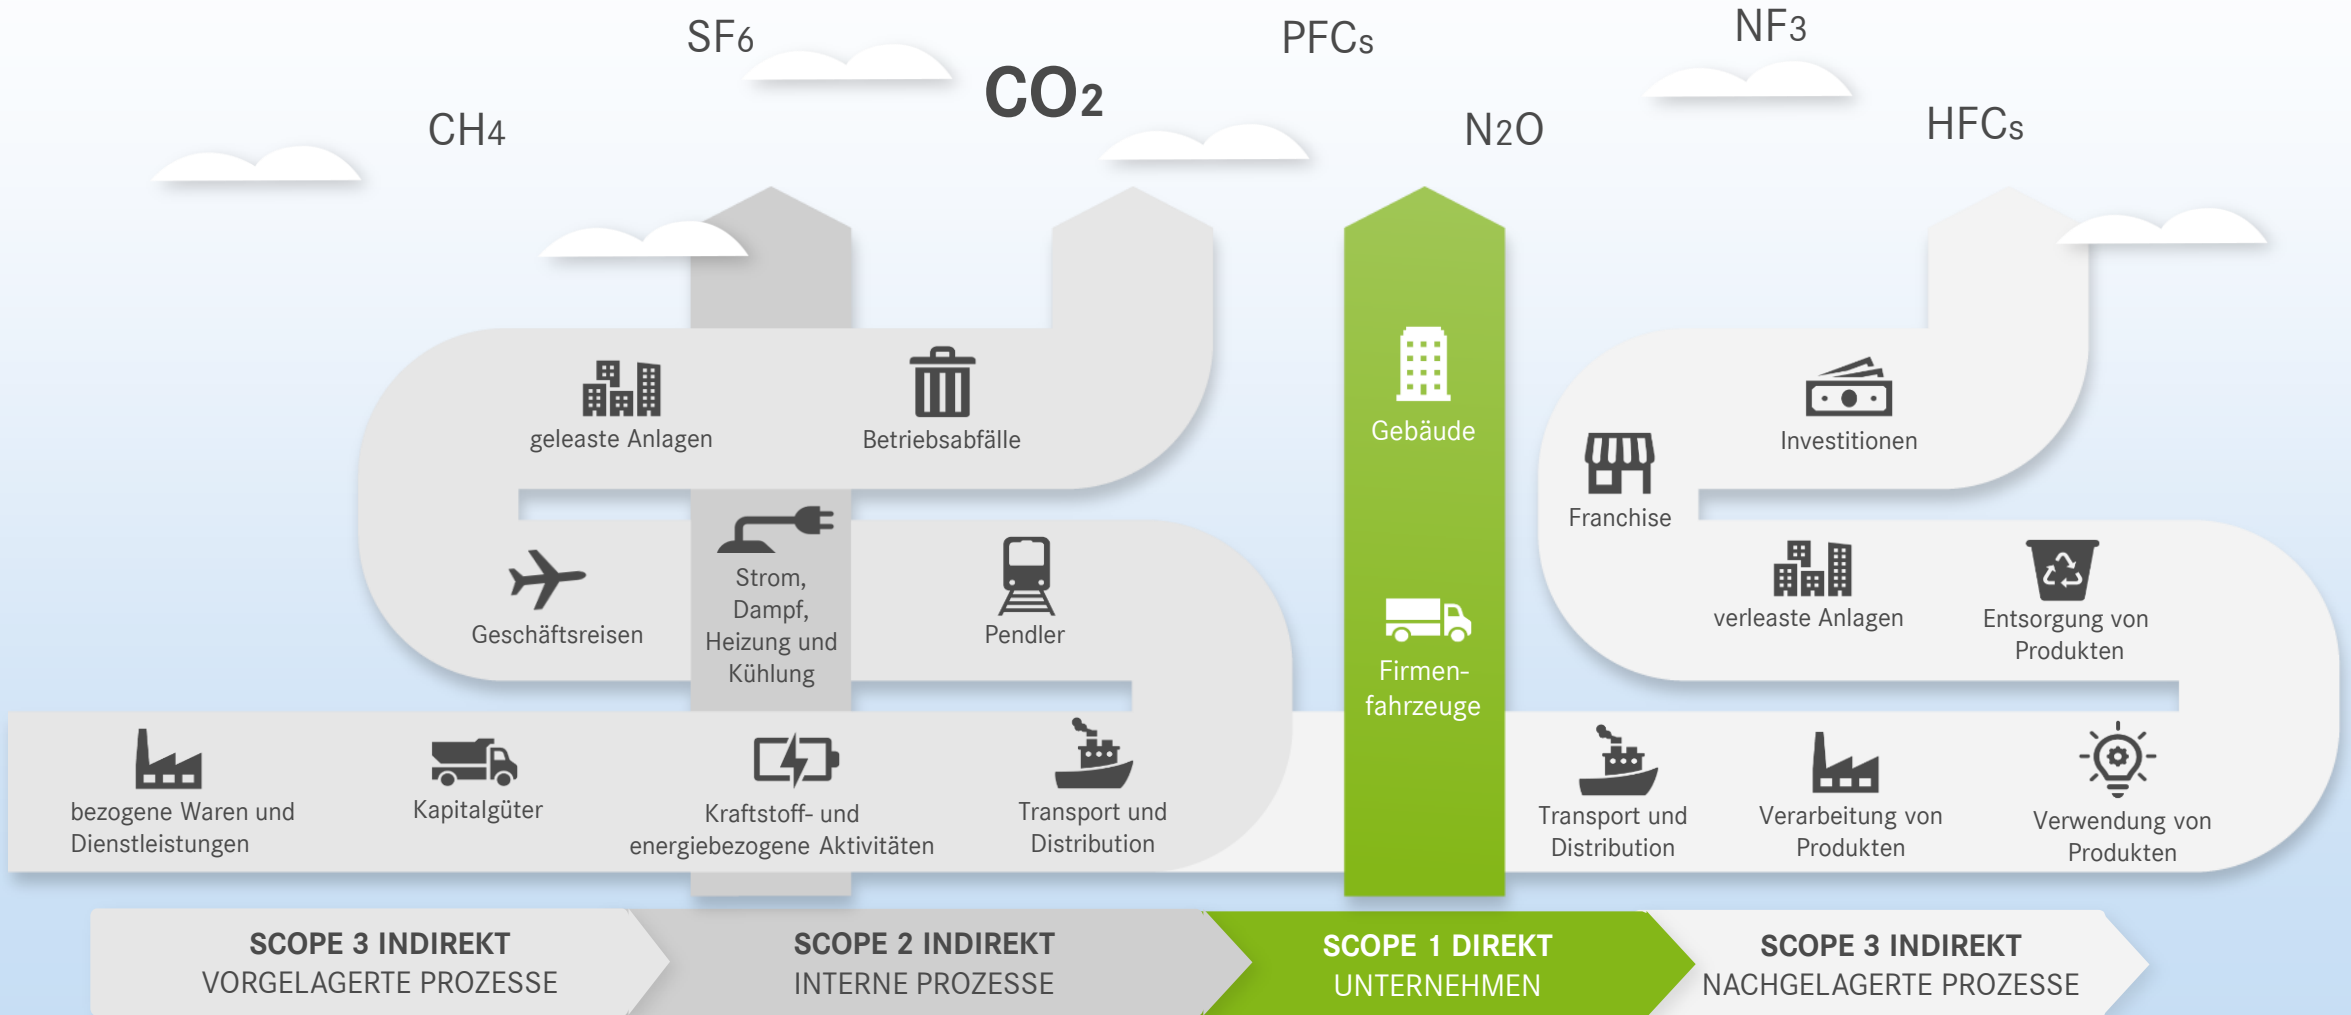 SF6
PFCs
NF3
CO2
CH4
N2O
HFCs
geleaste Anlagen
Betriebsabfälle
Gebäude
Investitionen
Franchise
Strom,
Dampf,
Heizung und
Kühlung
Geschäftsreisen
Pendler
verleaste Anlagen
Entsorgung von
Produkten
Firmen-
fahrzeuge
bezogene Waren und
Dienstleistungen
Kapitalgüter
Kraftstoff- und
energiebezogene Aktivitäten
Transport und
Distribution
Transport und
Distribution
Verarbeitung von
Produkten
Verwendung von
Produkten
SCOPE 3 INDIREKT
VORGELAGERTE PROZESSE
SCOPE 2 INDIREKT
INTERNE PROZESSE
SCOPE 1 DIREKT
UNTERNEHMEN
SCOPE 3 INDIREKT
NACHGELAGERTE PROZESSE